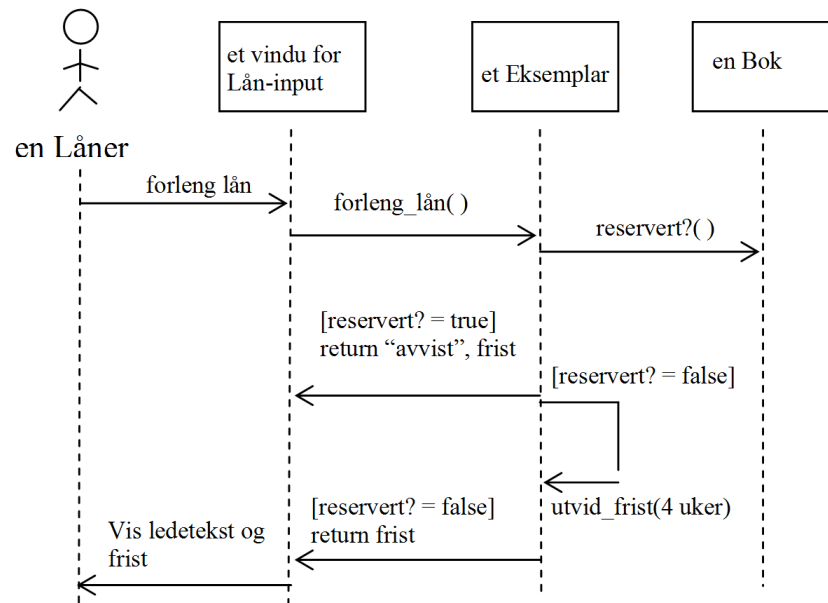 et vindu for
Lån-input
et Eksemplar
en Bok
en Låner
forleng lån
forleng_lån( )
reservert?( )
[reservert? = true]
return “avvist”, frist
[reservert? = false]
utvid_frist(4 uker)
[reservert? = false]
return frist
Vis ledetekst og
frist